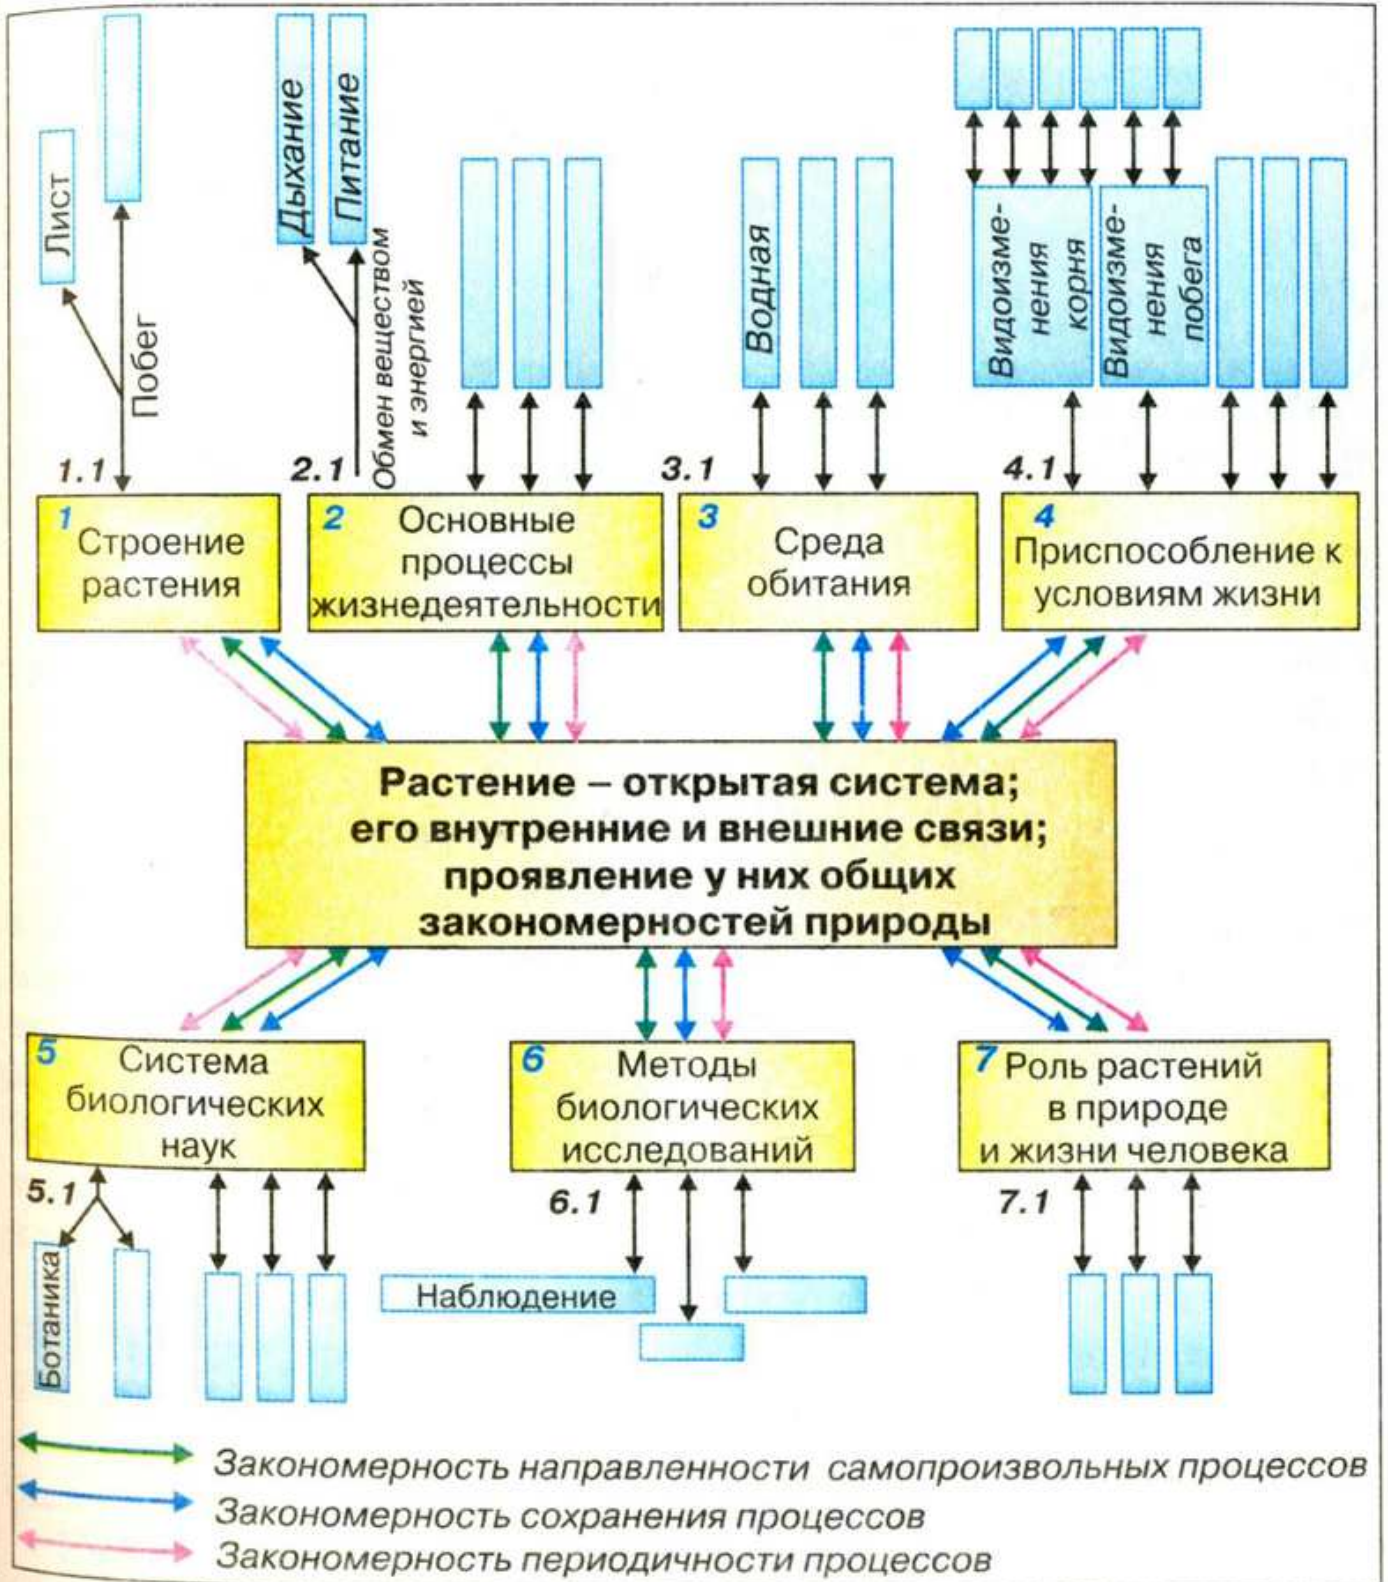 Лист
Побег
Дыхание
Питание
Обмен веществом
и энергией
Водная
Видоизме-
нения
корня
Видоизме-
нения
побега
1.1
2.1
3.1
4.1
1
Строение
растения
2
Основные
процессы
жизнедеятельности
3
Среда
обитания
4
Приспособление к
условиям жизни
Растение – открытая система;
его внутренние и внешние связи;
проявление у них общих
закономерностей природы
5
Система
биологических
наук
6
Методы
биологических
исследований
7
Роль растений
в природе
и жизни человека
5.1
6.1
7.1
Ботаника
Наблюдение
Закономерность направленности самопроизвольных процессов
Закономерность сохранения процессов
Закономерность периодичности процессов